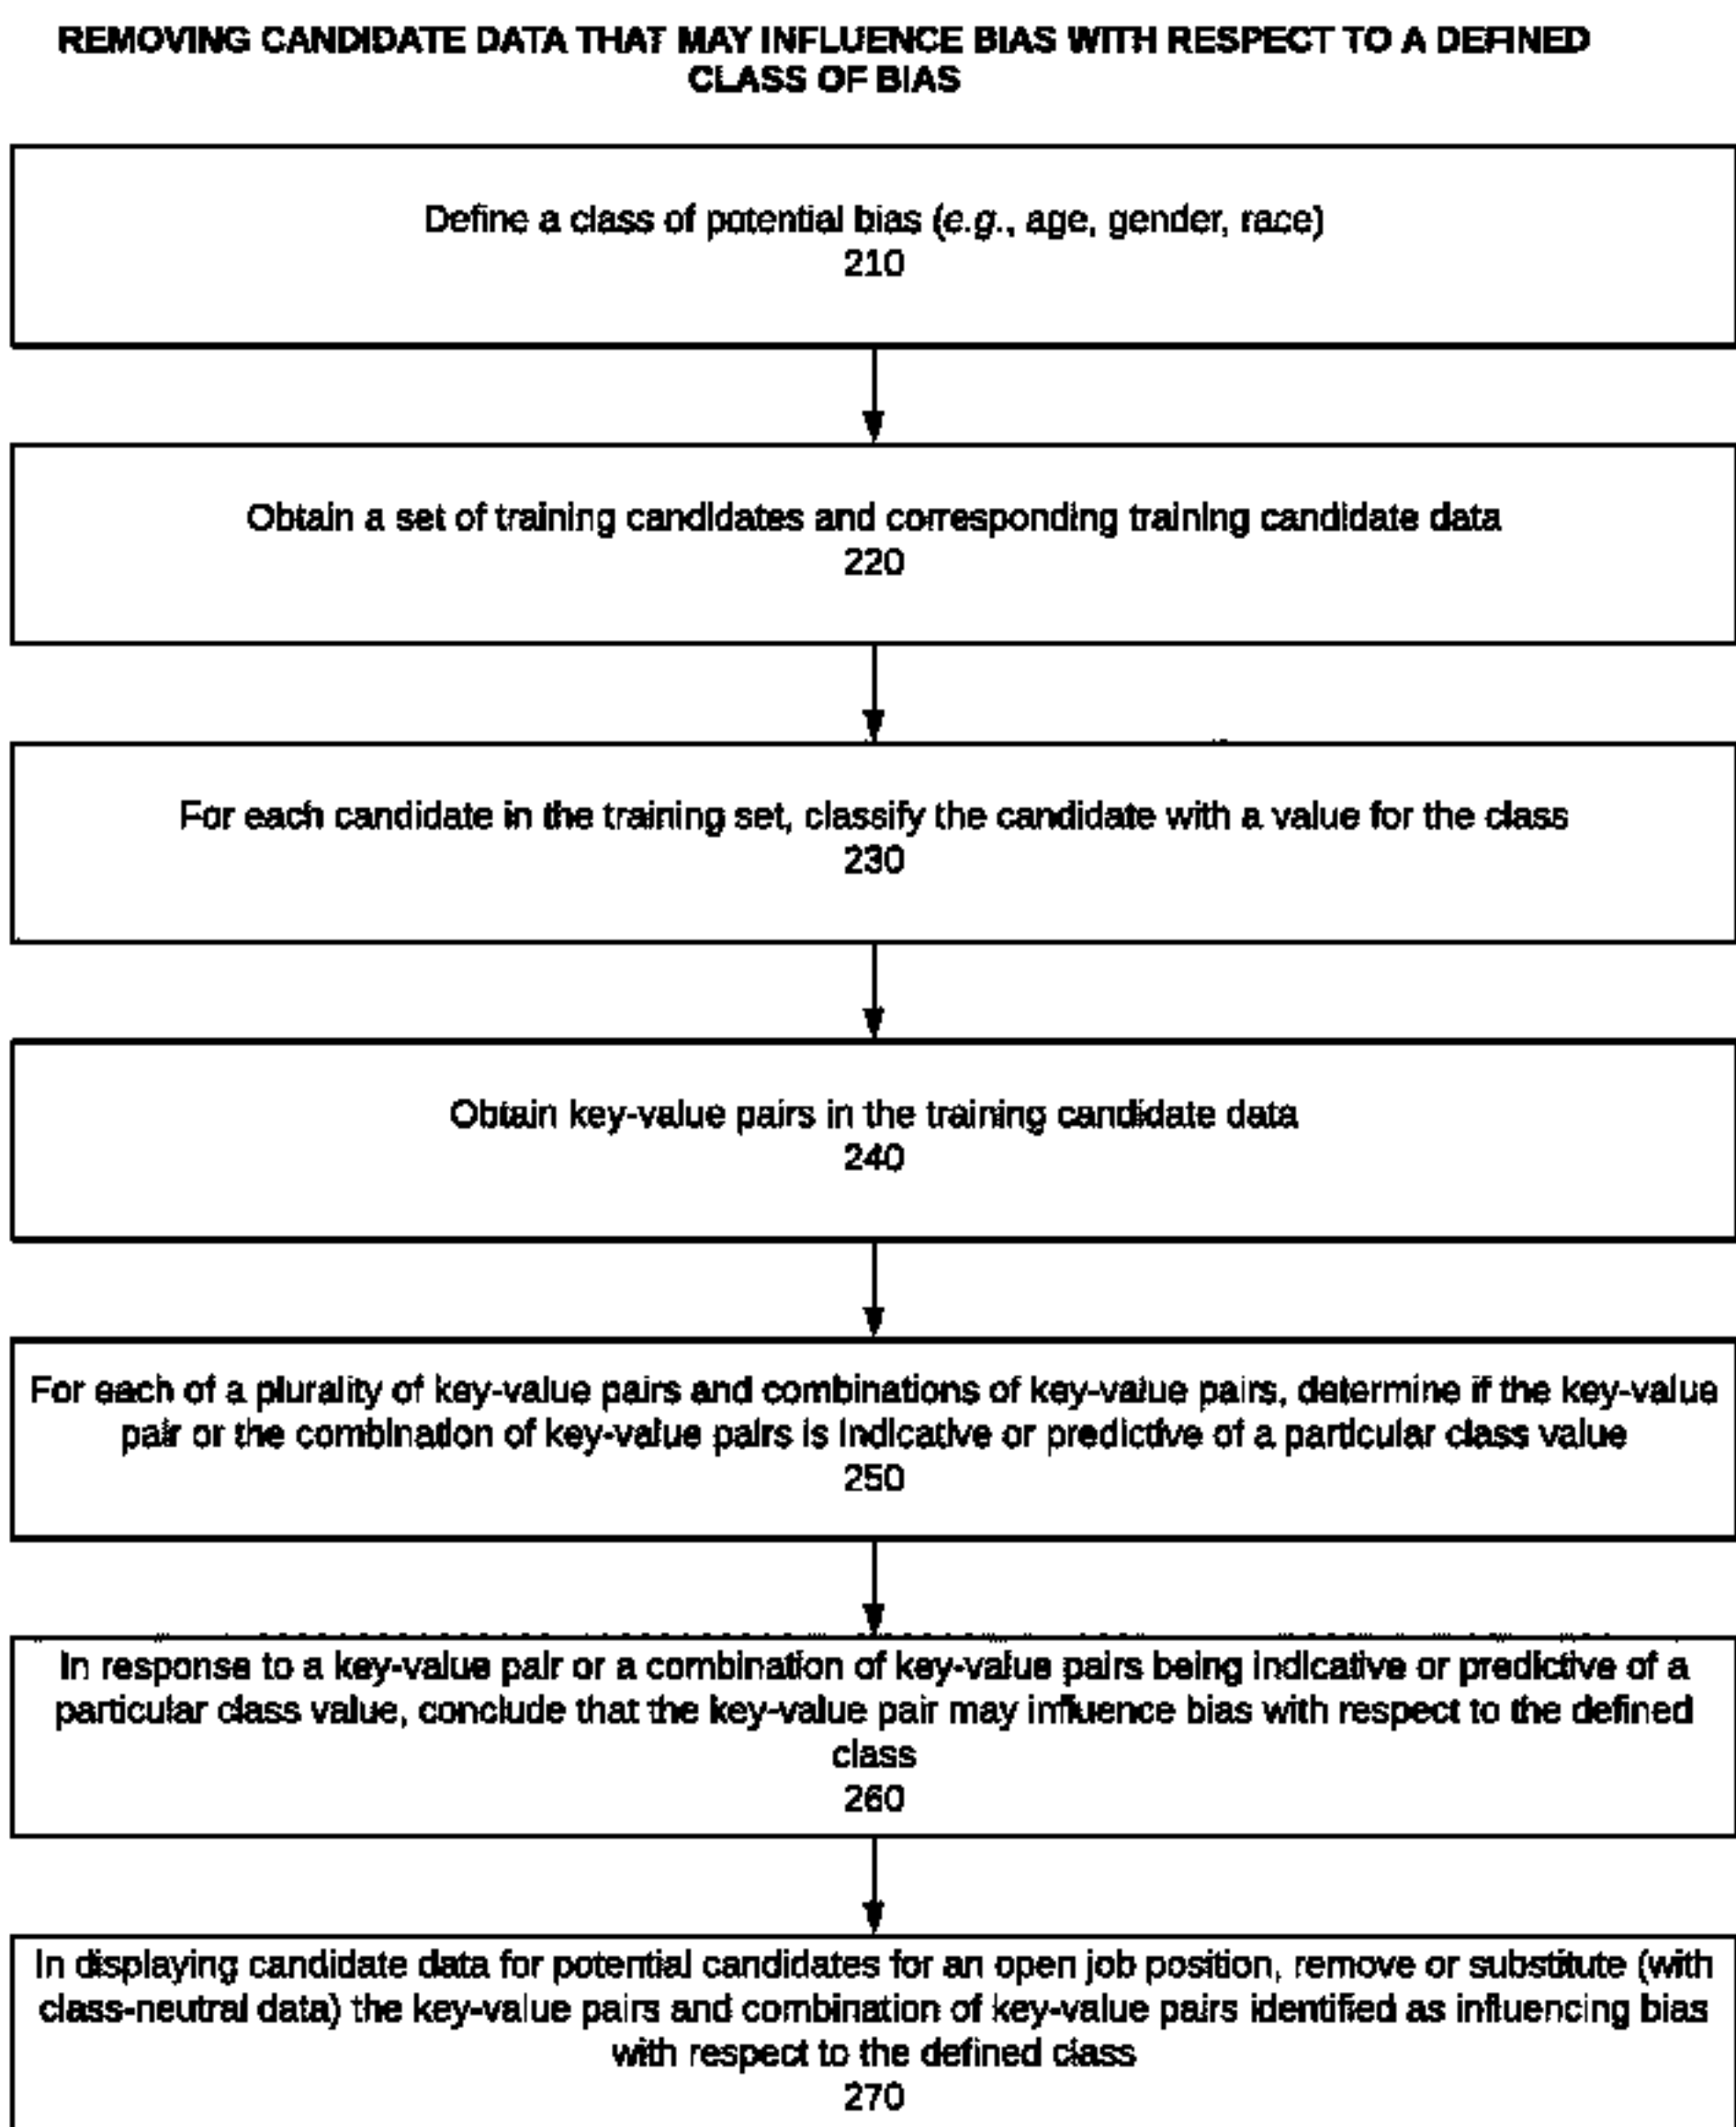 REMOVING CANDIDATE DATA THAT MAY INFLUENCE BIAS WITH RESPECT TO A DEFINED
CLASS OF BIAS
Define a class of potential bias (e.g., age, gender, race)
210
Obtain a set of training candidates and corresponding training candidate data
220
For each candidate in the training set, classify the candidate with a value for the class
230
Obtain key-value pairs in the training candidate data
240
For each of a plurality of key-value pairs and combinations of key-value pairs, determine if the key-value
pair or the combination of key-value pairs is indicative or predictive of a particular class value
250
In response to a key-value pair or a combination of key-value pairs being indicative or predictive of a
particular class value, conclude that the key-value pair may influence bias with respect to the defined
class
260
In displaying candidate data for potential candidates for an open job position, remove or substitute (with
class-neutral data) the key-value pairs and combination of key-value pairs identified as influencing bias
with respect to the defined class
270